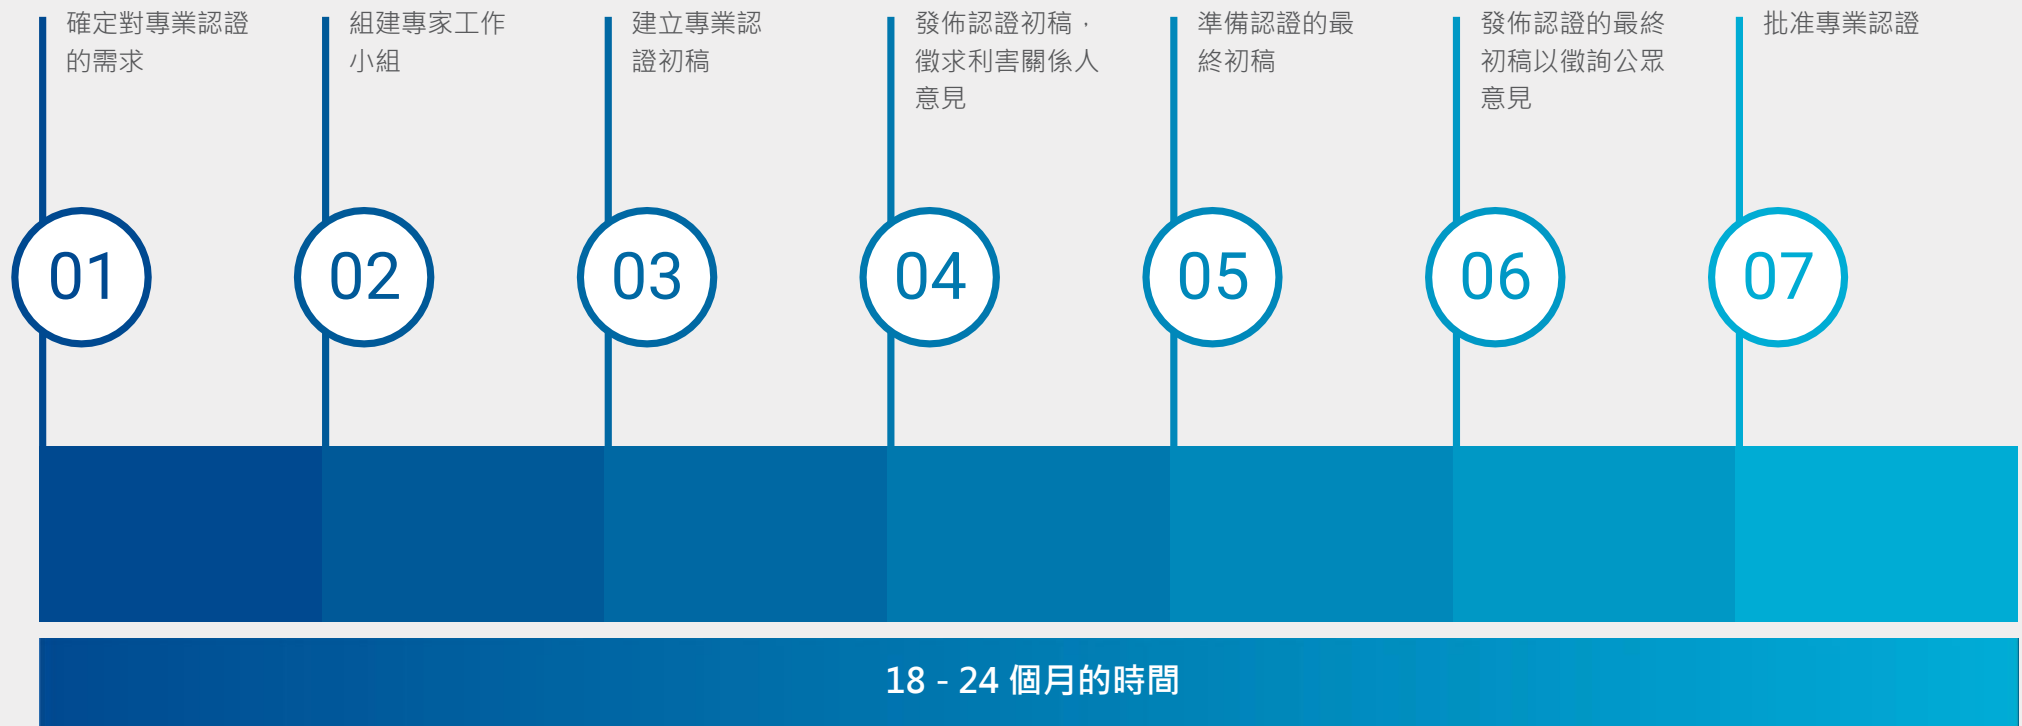 確定對專業認證
的需求
組建專家工作
小組
建立專業認
證初稿
發佈認證初稿，
徵求利害關係人
意見
準備認證的最
終初稿
發佈認證的最終
初稿以徵詢公眾
意見
批准專業認證
01
02
03
04
05
06
07
18 - 24 個月的時間